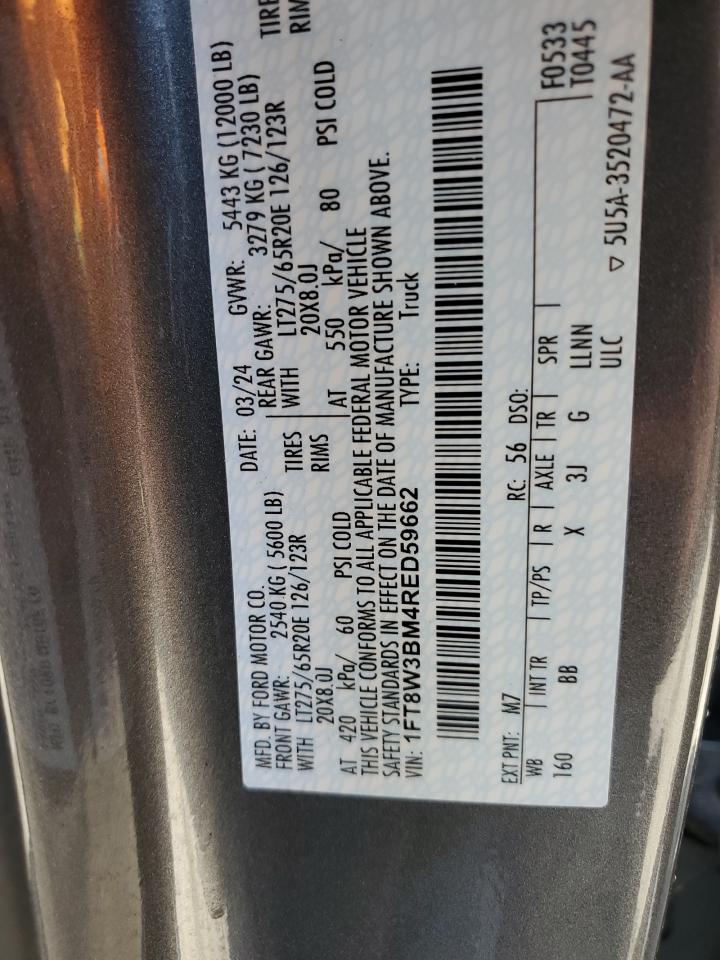 MFD. BY FORD MOTOR CO. DATE: 03/24 GVWR: 5443 KG (12000 LB)
FRONT GAWR: 2540 KG ( 5600 LB) REAR GAWR: 3279 KG ( 7230 LB)
WITH LT275/65R20E 126/123R TIRES WITH LT275/65R20E 126/123R TIRE
20X8.0J RIMS 20X8.0J RIM
AT 420 kPa/ 60 PSI COLD AT 550 kPa/ 80 PSI COLD
THIS VEHICLE CONFORMS TO ALL APPLICABLE FEDERAL MOTOR VEHICLE
SAFETY STANDARDS IN EFFECT ON THE DATE OF MANUFACTURE SHOWN ABOVE.
VIN: 1FT8W3BM4RED59662 TYPE: Truck
EXT PNT: M7 RC: 56 DSO: F0533
WB INT TR TP/PS R AXLE TR SPR T0445
160 BB X 3J G LLNN
ULC
▽ 5U5A-3520472-AA